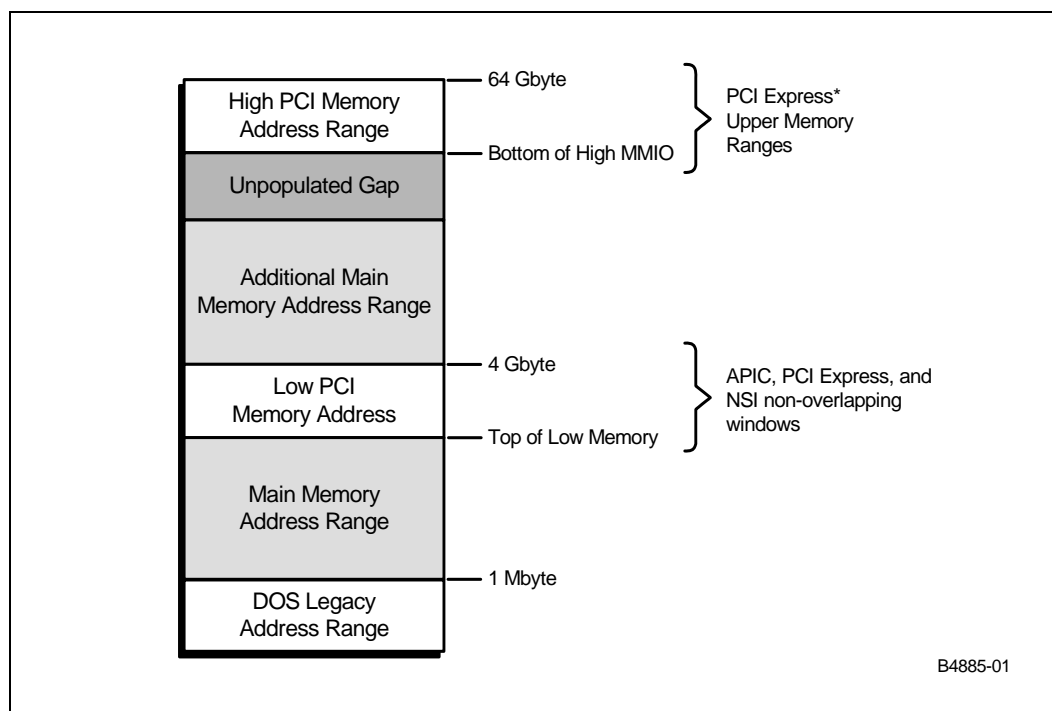 64 Gbyte
High PCI Memory
Address Range
PCI Express*
Upper Memory
Ranges
Bottom of High MMIO
Unpopulated Gap
Additional Main
Memory Address Range
4 Gbyte
Low PCI
Memory Address
APIC, PCI Express, and
NSI non-overlapping
windows
Top of Low Memory
Main Memory
Address Range
1 Mbyte
DOS Legacy
Address Range
B4885-01